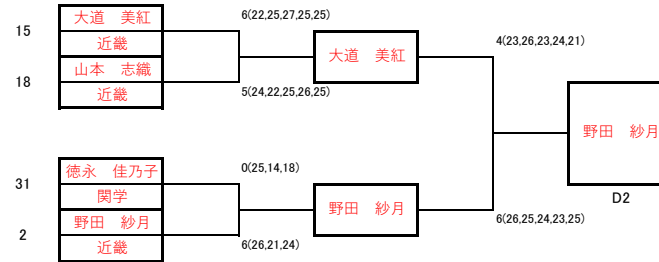 15
大道 美紅
近畿
6(22,25,27,25,25)
大道 美紅
18
山本 志織
近畿
5(24,22,25,26,25)
4(23,26,23,24,21)
野田 紗月
D2
31
徳永 佳乃子
関学
0(25,14,18)
野田 紗月
2
野田 紗月
近畿
6(26,21,24)
6(26,25,24,23,25)